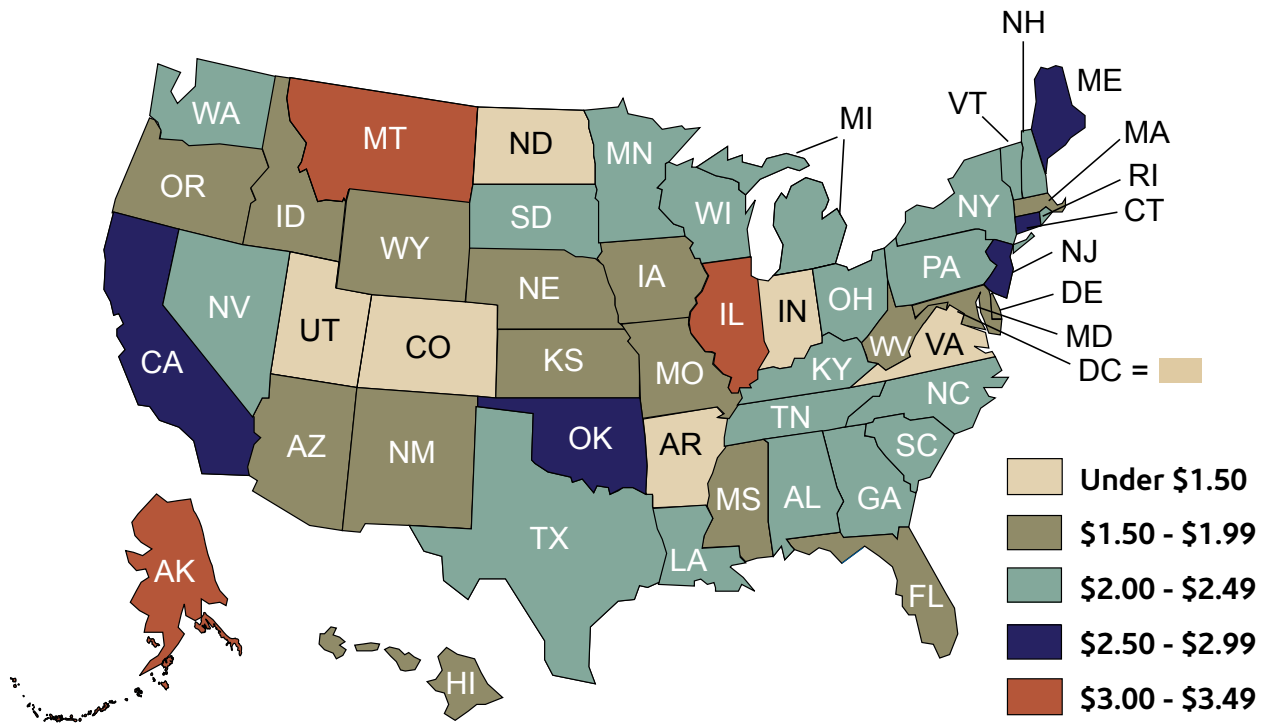 NH
ME
VT
MI
MA
WA
MT
ND
MN
RI
OR
ID
SD
WI
NY
CT
WY
IA
PA
NJ
NE
OH
DE
NV
UT
CO
IL
IN
MD
CA
KS
MO
KY
WV
VA
DC =
NC
TN
AZ
NM
OK
AR
SC
MS
AL
GA
TX
LA
AK
FL
HI
Under $1.50
$1.50 - $1.99
$2.00 - $2.49
$2.50 - $2.99
$3.00 - $3.49